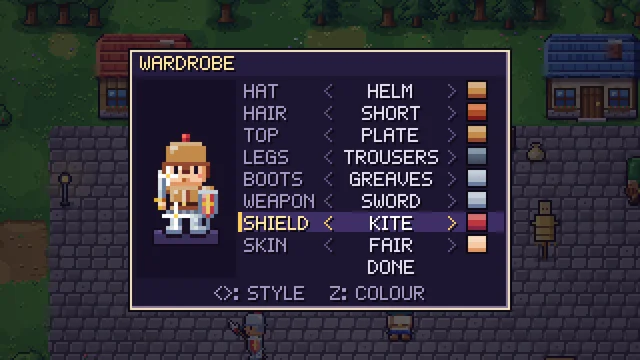 WARDROBE
HAT < HELM >
HAIR < SHORT >
TOP < PLATE >
LEGS < TROUSERS >
BOOTS < GREAVES >
WEAPON < SWORD >
SHIELD < KITE >
SKIN < FAIR >
DONE
<>: STYLE Z: COLOUR